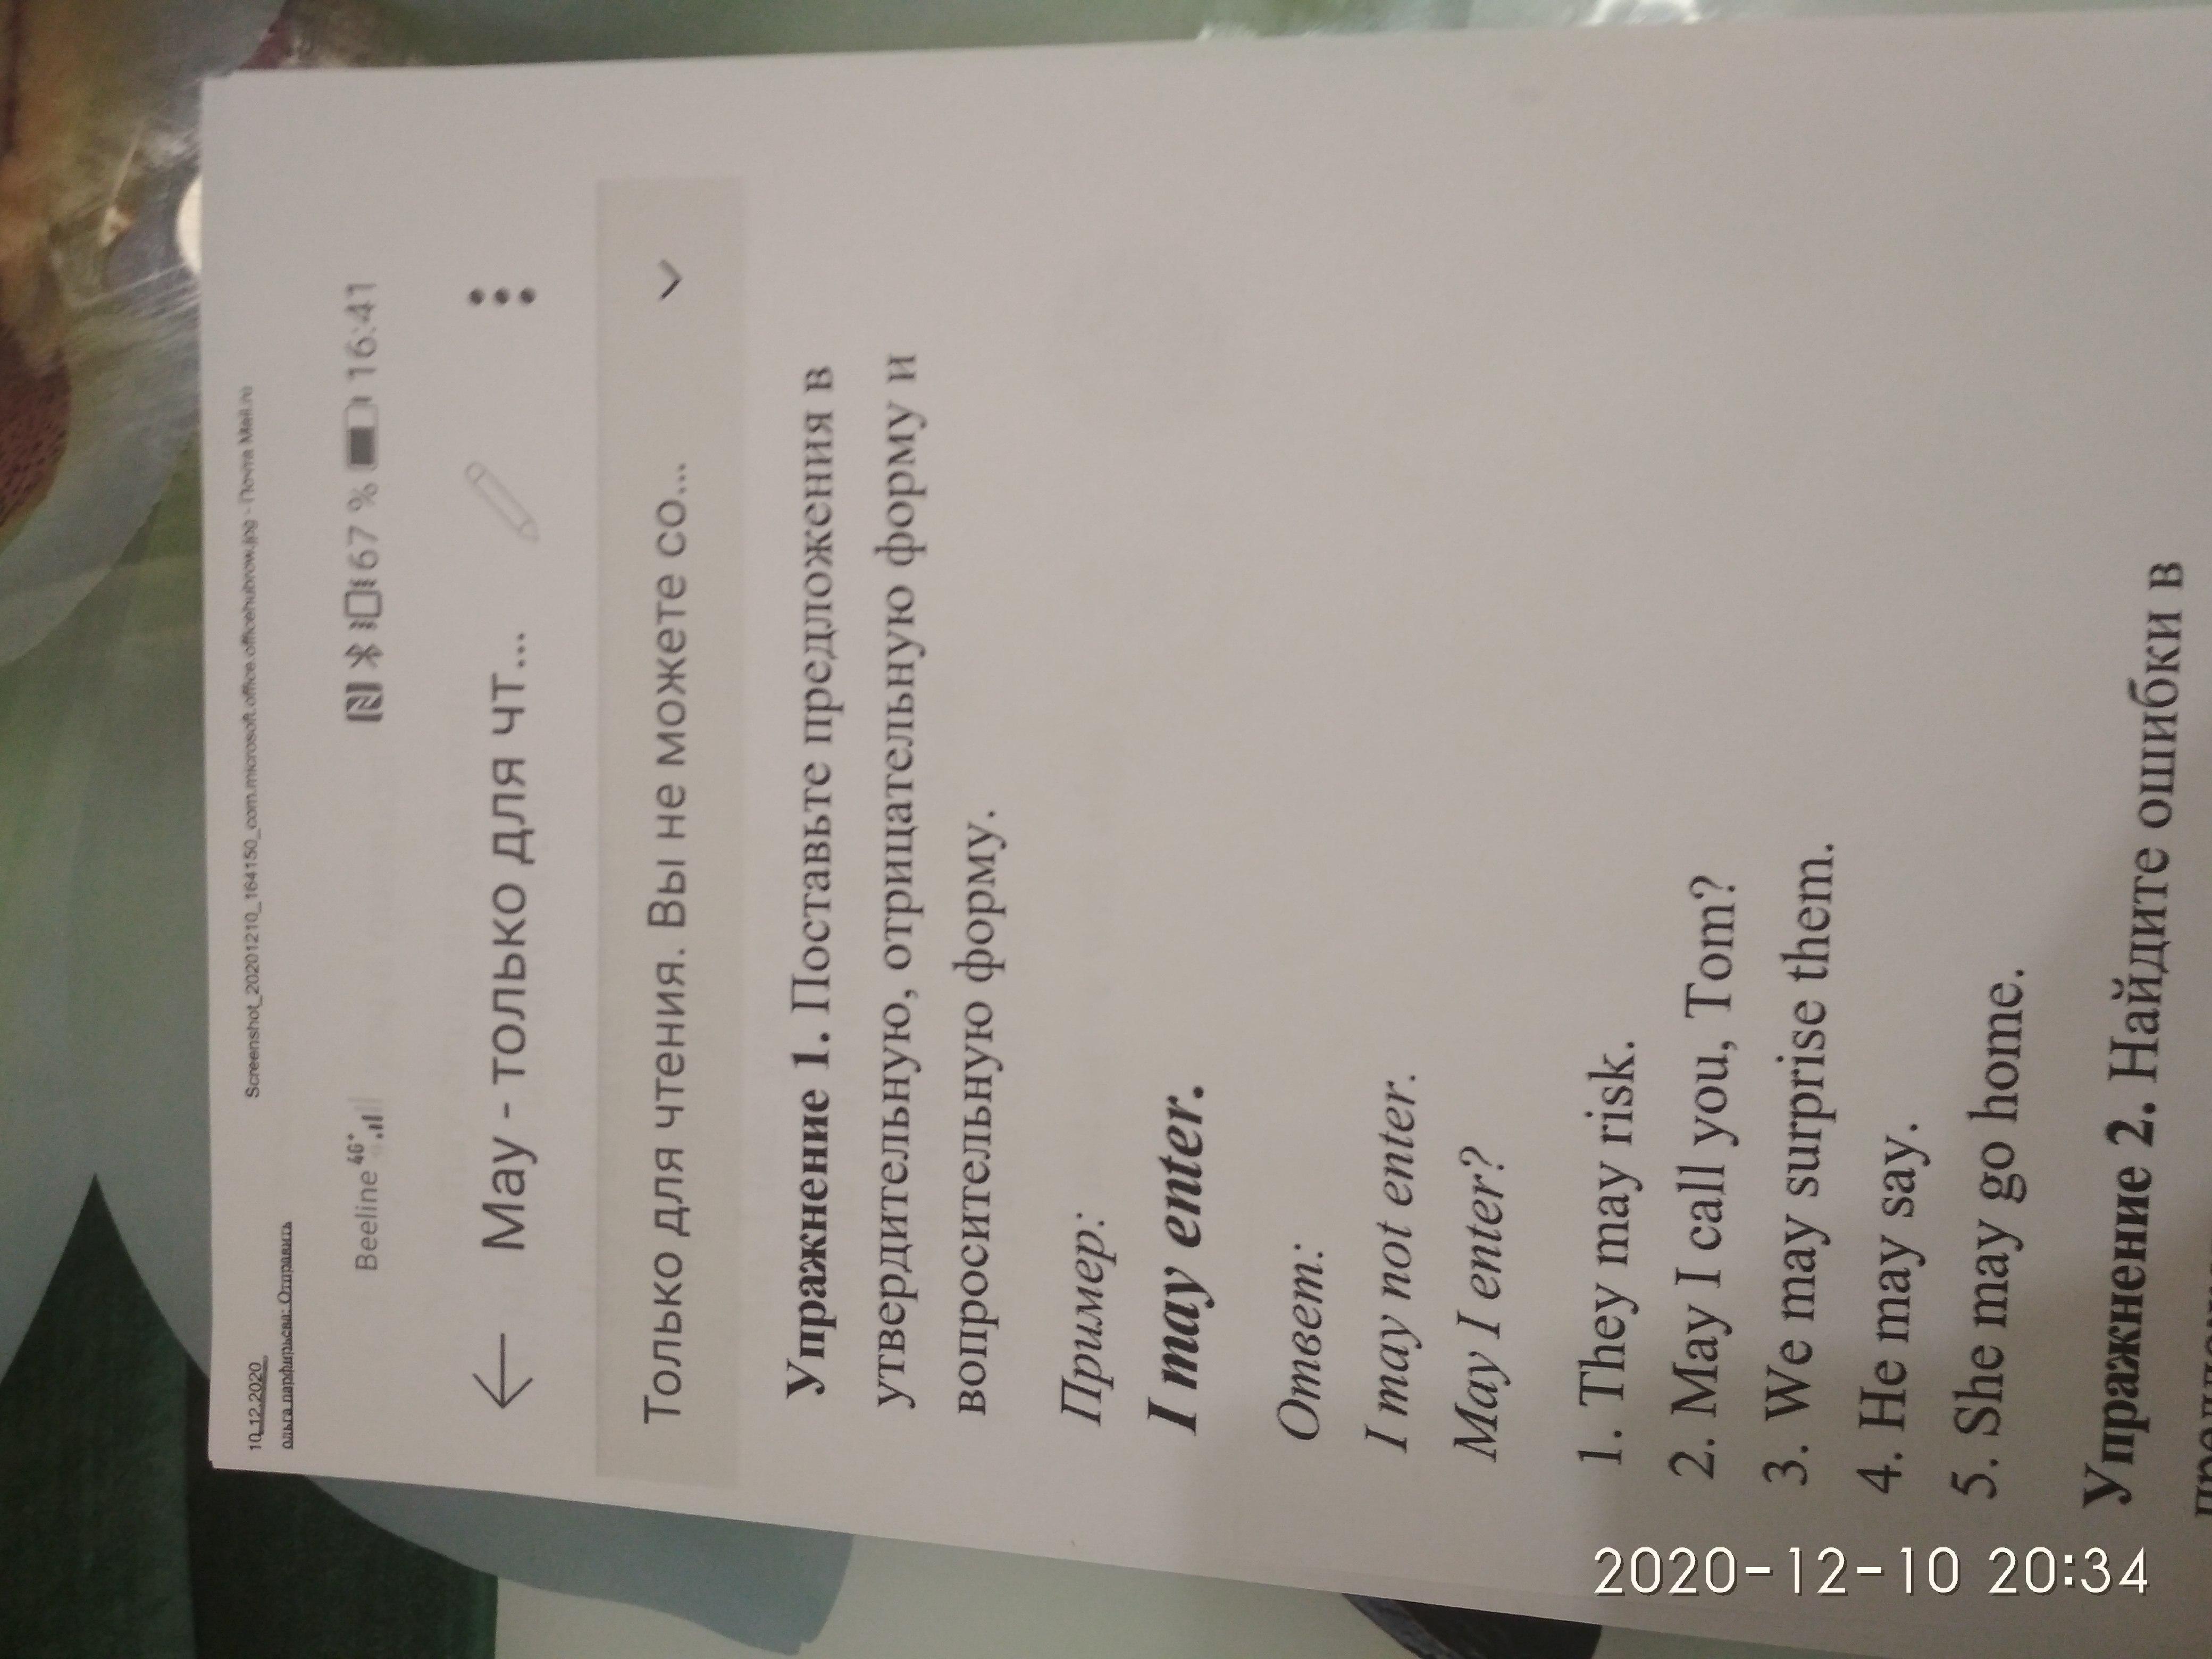 10.12.2020
Screenshot_20201210_164150_com.microsoft.office.officehubrow.jpg - Почта Mail.ru
ольга парфирьева: Отправить
Beeline 4G+ 67 % 16:41
May - только для чт...
Только для чтения. Вы не можете со...
Упражнение 1. Поставьте предложения в
утвердительную, отрицательную форму и
вопросительную форму.
Пример:
I may enter.
Ответ:
I may not enter.
May I enter?
1. They may risk.
2. May I call you, Tom?
3. We may surprise them.
4. He may say.
5. She may go home.
Упражнение 2. Найдите ошибки в
2020-12-10 20:34